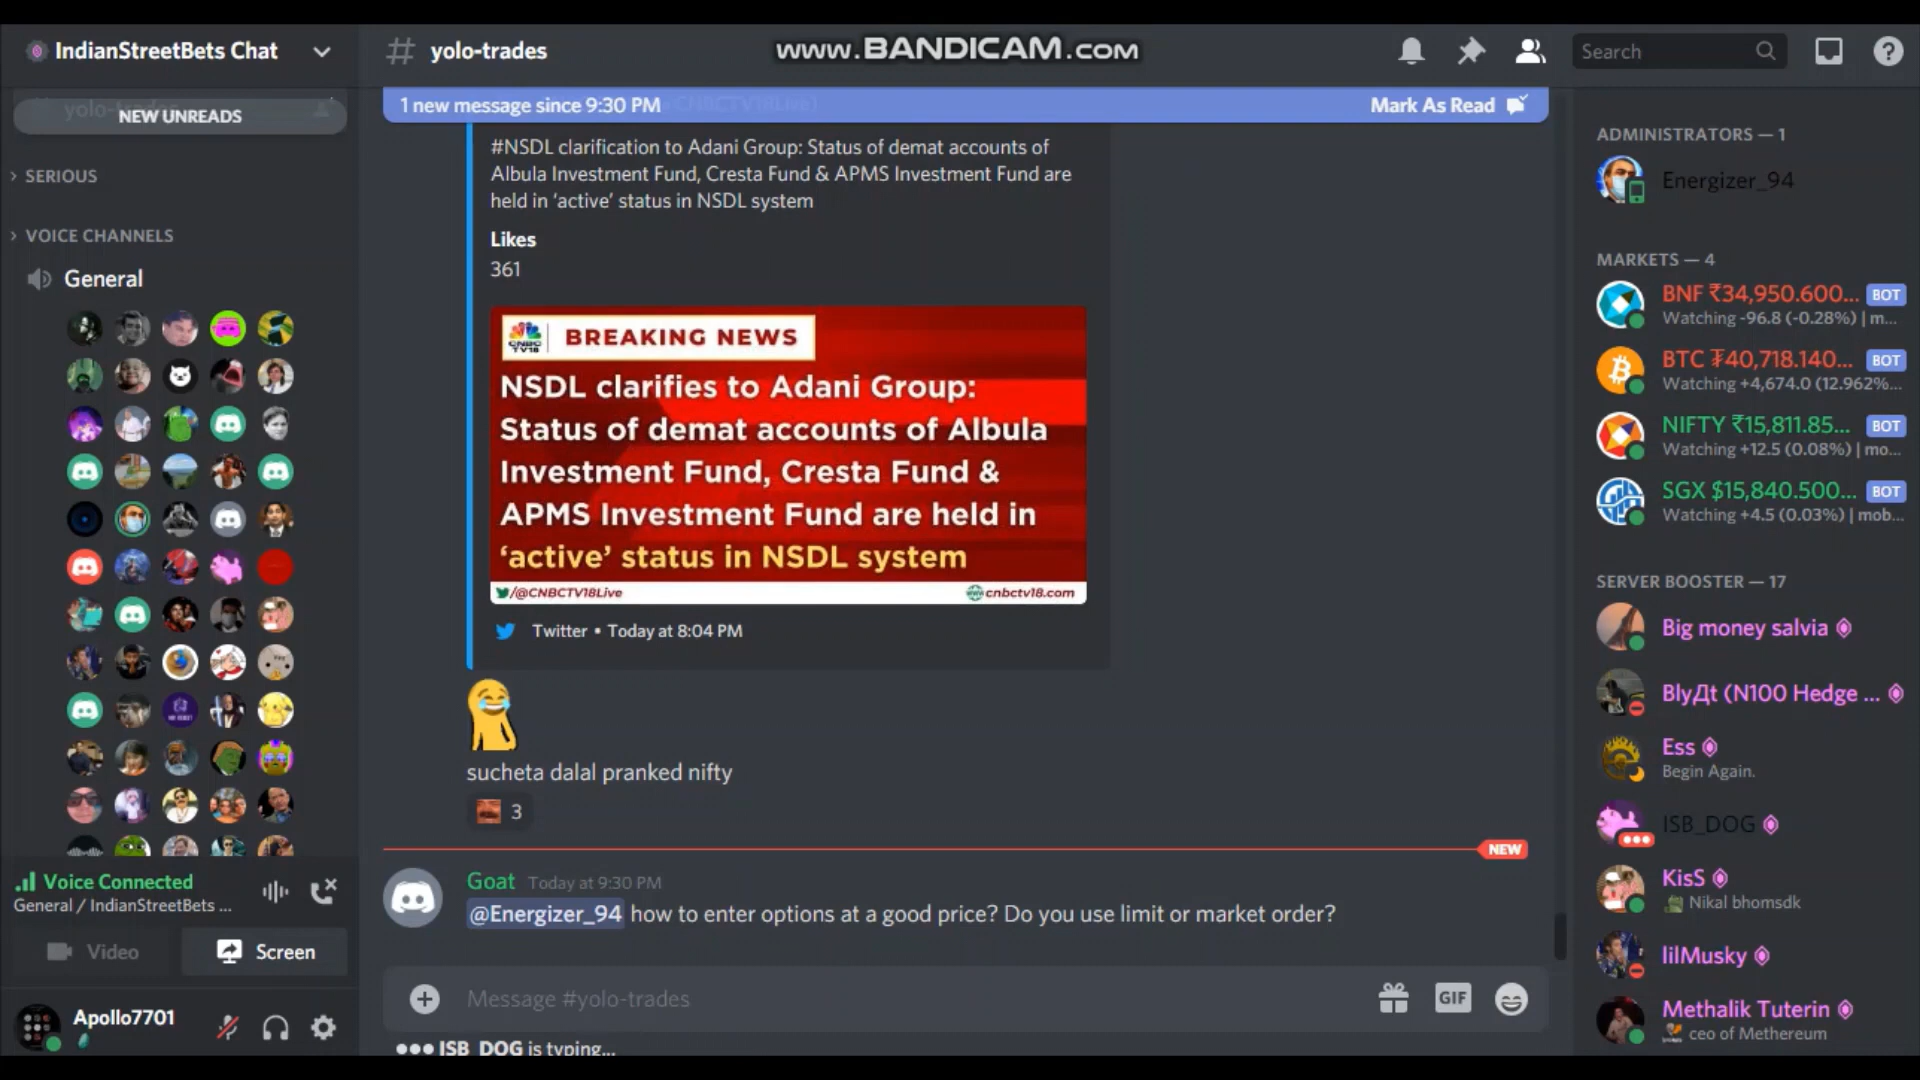 IndianStreetBets Chat
yolo-trades
www.BANDICAM.com
Search
NEW UNREADS
1 new message since 9:30 PM
Mark As Read
SERIOUS
VOICE CHANNELS
General
#NSDL clarification to Adani Group: Status of demat accounts of
Albula Investment Fund, Cresta Fund & APMS Investment Fund are
held in ‘active’ status in NSDL system
Likes
361
CNBC
TV18
BREAKING NEWS
NSDL clarifies to Adani Group:
Status of demat accounts of Albula
Investment Fund, Cresta Fund &
APMS Investment Fund are held in
‘active’ status in NSDL system
/@CNBCTV18Live
cnbctv18.com
Twitter • Today at 8:04 PM
sucheta dalal pranked nifty
3
NEW
Goat Today at 9:30 PM
@Energizer_94 how to enter options at a good price? Do you use limit or market order?
Message #yolo-trades
GIF
ISB_DOG is typing...
Voice Connected
General / IndianStreetBets ...
Video
Screen
Apollo7701
ADMINISTRATORS — 1
Energizer_94
MARKETS — 4
BNF ₹34,950.600... BOT
Watching -96.8 (-0.28%) | m...
BTC ₮40,718.140... BOT
Watching +4,674.0 (12.962%...
NIFTY ₹15,811.85... BOT
Watching +12.5 (0.08%) | mo...
SGX $15,840.500... BOT
Watching +4.5 (0.03%) | mob...
SERVER BOOSTER — 17
Big money salvia
BlyДt (N100 Hedge ...
Ess
Begin Again.
ISB_DOG
KisS
Nikal bhomsdk
lilMusky
Methalik Tuterin
ceo of Methereum